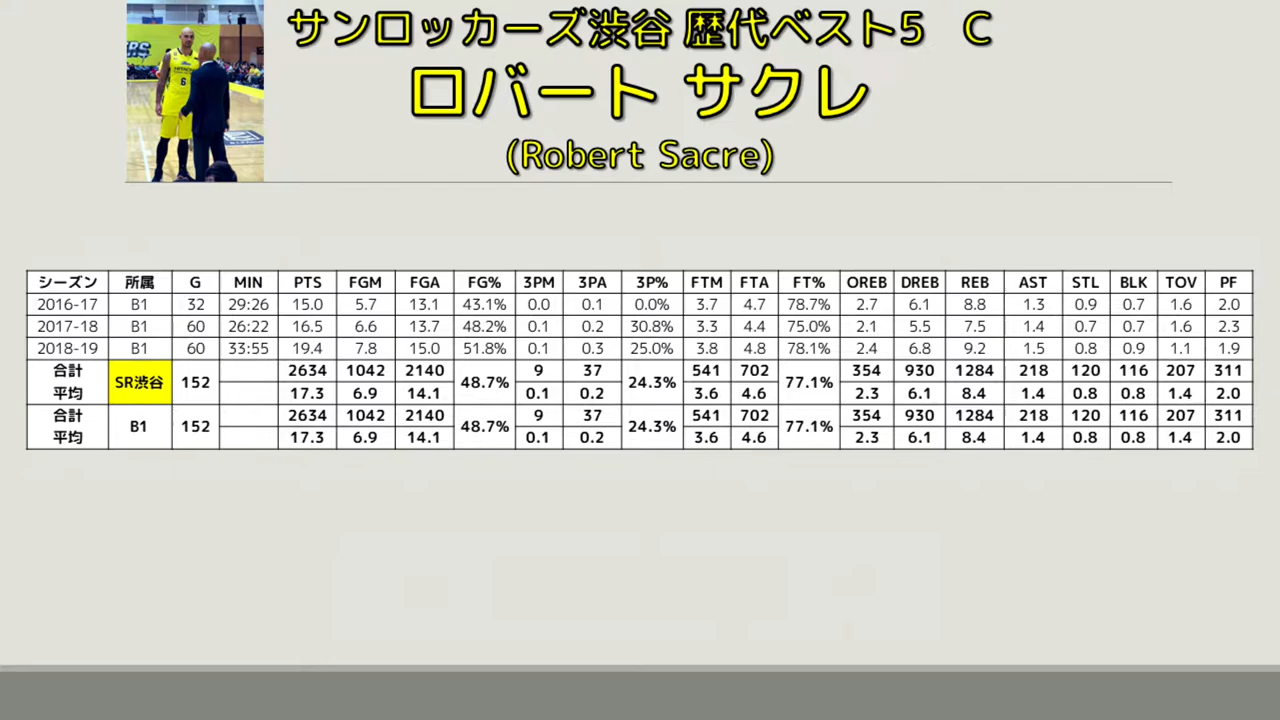 サンロッカーズ渋谷 歴代ベスト5 C
ロバート サクレ
(Robert Sacre)
シーズン 所属 G MIN PTS FGM FGA FG% 3PM 3PA 3P% FTM FTA FT% OREB DREB REB AST STL BLK TOV PF
2016-17 B1 32 29:26 15.0 5.7 13.1 43.1% 0.0 0.1 0.0% 3.7 4.7 78.7% 2.7 6.1 8.8 1.3 0.9 0.7 1.6 2.0
2017-18 B1 60 26:22 16.5 6.6 13.7 48.2% 0.1 0.2 30.8% 3.3 4.4 75.0% 2.1 5.5 7.5 1.4 0.7 0.7 1.6 2.3
2018-19 B1 60 33:55 19.4 7.8 15.0 51.8% 0.1 0.3 25.0% 3.8 4.8 78.1% 2.4 6.8 9.2 1.5 0.8 0.9 1.1 1.9
合計 SR渋谷 152 2634 1042 2140 48.7% 9 37 24.3% 541 702 77.1% 354 930 1284 218 120 116 207 311
平均 17.3 6.9 14.1 0.1 0.2 3.6 4.6 2.3 6.1 8.4 1.4 0.8 0.8 1.4 2.0
合計 B1 152 2634 1042 2140 48.7% 9 37 24.3% 541 702 77.1% 354 930 1284 218 120 116 207 311
平均 17.3 6.9 14.1 0.1 0.2 3.6 4.6 2.3 6.1 8.4 1.4 0.8 0.8 1.4 2.0